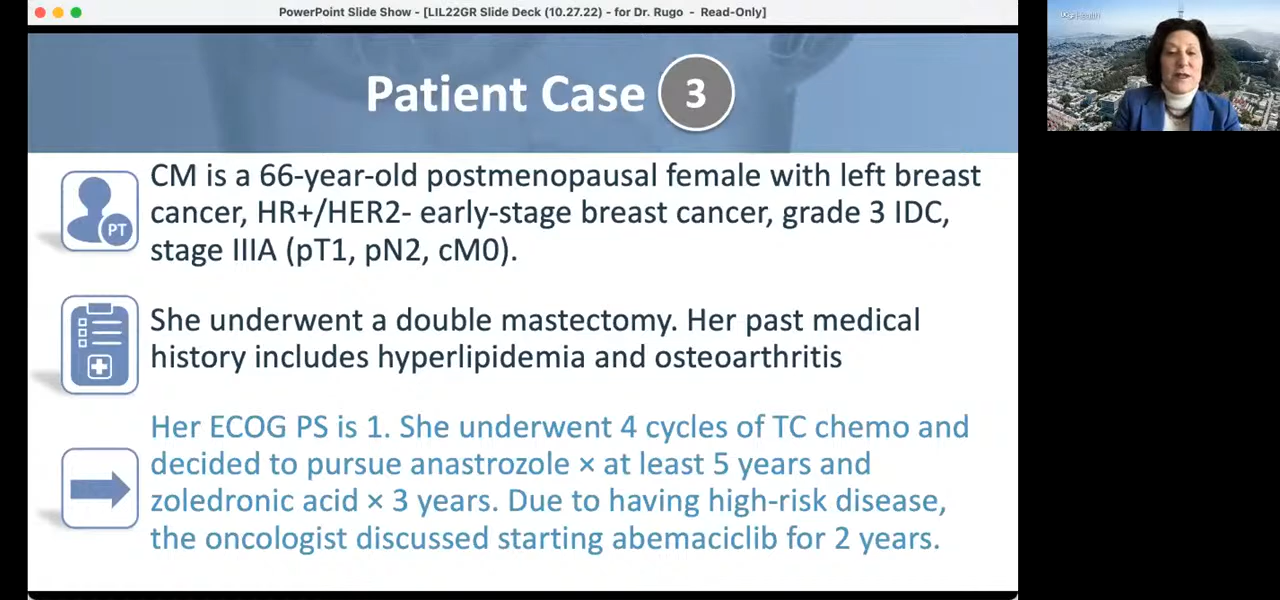 PowerPoint Slide Show - [LIL22GR Slide Deck (10.27.22) - for Dr. Rugo - Read-Only]
UCSF Health
Patient Case 3
CM is a 66-year-old postmenopausal female with left breast
cancer, HR+/HER2- early-stage breast cancer, grade 3 IDC,
stage IIIA (pT1, pN2, cM0).
PT
She underwent a double mastectomy. Her past medical
history includes hyperlipidemia and osteoarthritis
Her ECOG PS is 1. She underwent 4 cycles of TC chemo and
decided to pursue anastrozole × at least 5 years and
zoledronic acid × 3 years. Due to having high-risk disease,
the oncologist discussed starting abemaciclib for 2 years.